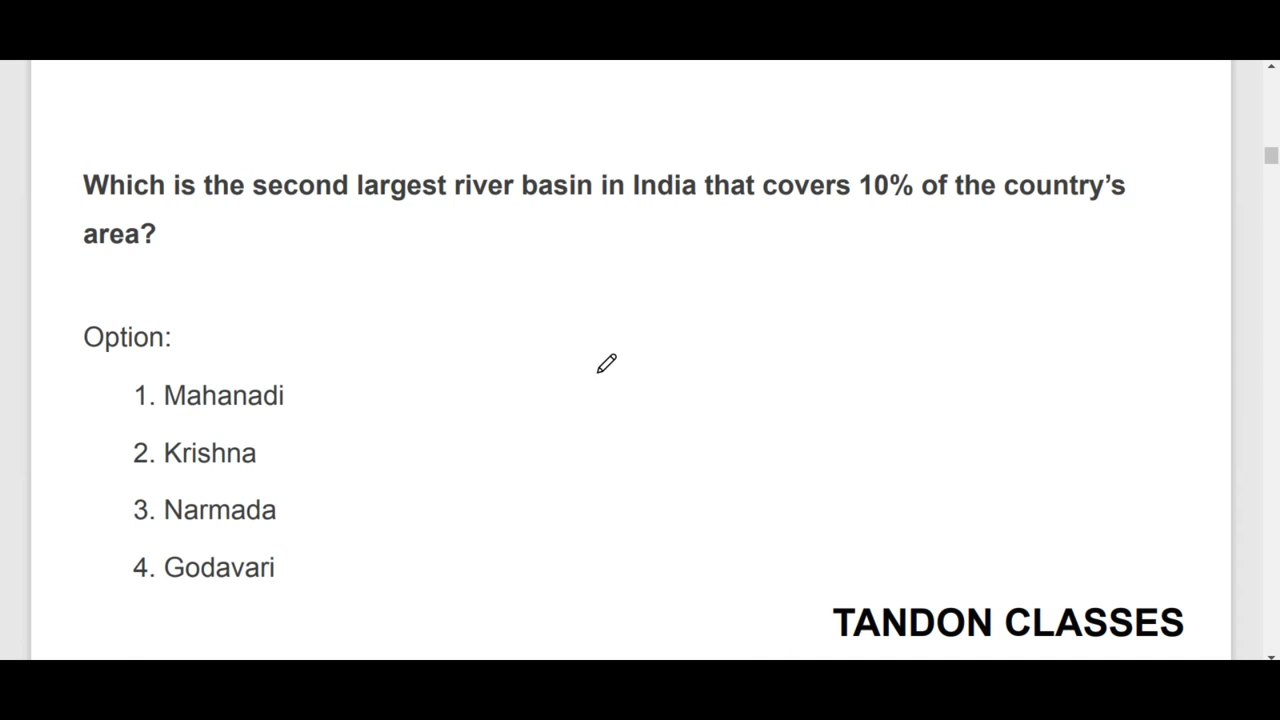 Which is the second largest river basin in India that covers 10% of the country’s
area?
Option:
1. Mahanadi
2. Krishna
3. Narmada
4. Godavari
TANDON CLASSES